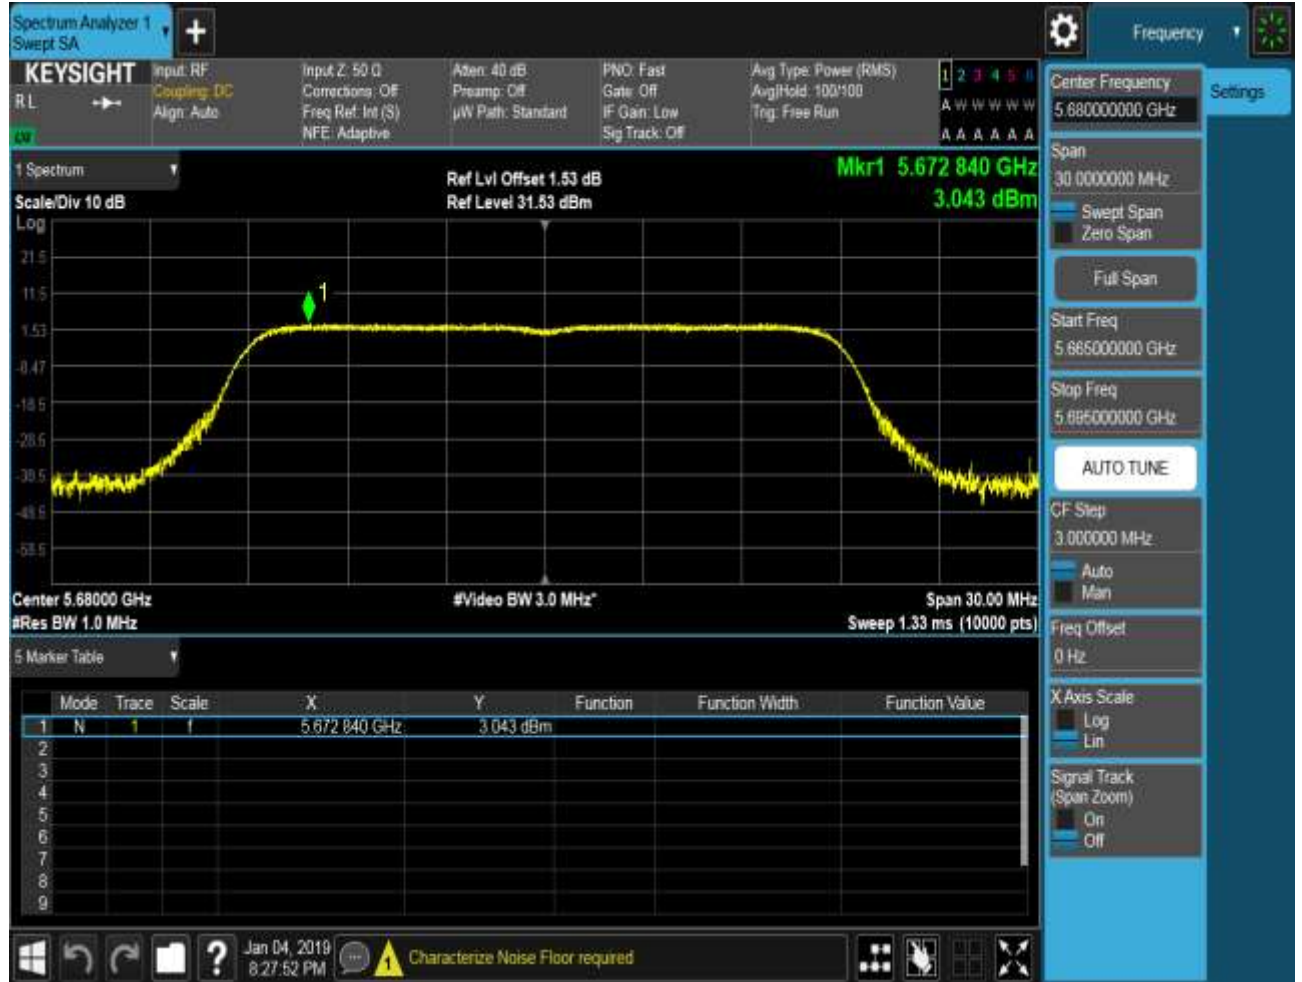 Spectrum Analyzer 1
Swept SA
+
Frequency
KEYSIGHT
RL
Input: RF
Coupling: DC
Align: Auto
Input Z: 50 Ω
Corrections: Off
Freq Ref: Int (S)
NFE: Adaptive
Atten: 40 dB
Preamp: Off
µW Path: Standard
PNO: Fast
Gate: Off
IF Gain: Low
Sig Track: Off
Avg Type: Power (RMS)
Avg|Hold: 100/100
Trig: Free Run
1 2 3 4 5 6
A W W W W W
A A A A A A
1 Spectrum
Scale/Div 10 dB
Log
Ref Lvl Offset 1.53 dB
Ref Level 31.53 dBm
Mkr1 5.672 840 GHz
3.043 dBm
21.5
11.5
1.53
-8.47
-18.5
-28.5
-38.5
-48.5
-58.5
1
Center 5.68000 GHz
#Res BW 1.0 MHz
#Video BW 3.0 MHz*
Span 30.00 MHz
Sweep 1.33 ms (10000 pts)
5 Marker Table
Mode Trace Scale X Y Function Function Width Function Value
1 N 1 f 5.672 840 GHz 3.043 dBm
2
3
4
5
6
7
8
9
?
Jan 04, 2019
8:27:52 PM
1
Characterize Noise Floor required
Settings
Center Frequency
5.680000000 GHz
Span
30.0000000 MHz
Swept Span
Zero Span
Full Span
Start Freq
5.665000000 GHz
Stop Freq
5.695000000 GHz
AUTO TUNE
CF Step
3.000000 MHz
Auto
Man
Freq Offset
0 Hz
X Axis Scale
Log
Lin
Signal Track
(Span Zoom)
On
Off